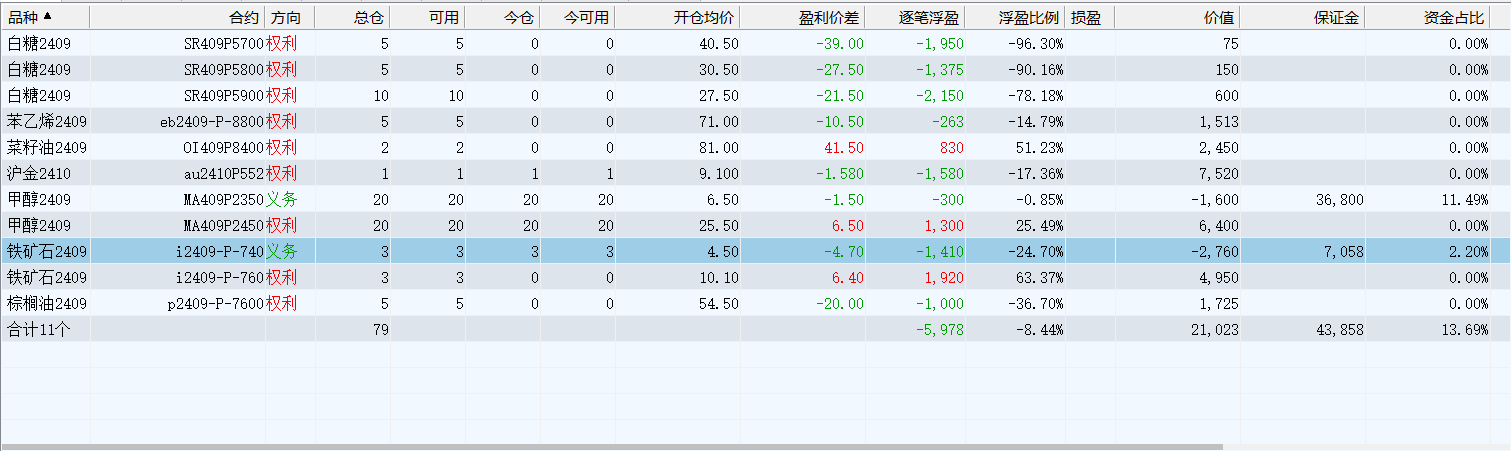 品种▲ 合约 方向 总仓 可用 今仓 今可用 开仓均价 盈利价差 逐笔浮盈 浮盈比例 损盈 价值 保证金 资金占比
白糖2409 SR409P5700 权利 5 5 0 0 40.50 -39.00 -1,950 -96.30% 75 0.00%
白糖2409 SR409P5800 权利 5 5 0 0 30.50 -27.50 -1,375 -90.16% 150 0.00%
白糖2409 SR409P5900 权利 10 10 0 0 27.50 -21.50 -2,150 -78.18% 600 0.00%
苯乙烯2409 eb2409-P-8800 权利 5 5 0 0 71.00 -10.50 -263 -14.79% 1,513 0.00%
菜籽油2409 OI409P8400 权利 2 2 0 0 81.00 41.50 830 51.23% 2,450 0.00%
沪金2410 au2410P552 权利 1 1 1 1 9.100 -1.580 -1,580 -17.36% 7,520 0.00%
甲醇2409 MA409P2350 义务 20 20 20 20 6.50 -1.50 -300 -0.85% -1,600 36,800 11.49%
甲醇2409 MA409P2450 权利 20 20 20 20 25.50 6.50 1,300 25.49% 6,400 0.00%
铁矿石2409 i2409-P-740 义务 3 3 3 3 4.50 -4.70 -1,410 -24.70% -2,760 7,058 2.20%
铁矿石2409 i2409-P-760 权利 3 3 0 0 10.10 6.40 1,920 63.37% 4,950 0.00%
棕榈油2409 p2409-P-7600 权利 5 5 0 0 54.50 -20.00 -1,000 -36.70% 1,725 0.00%
合计11个 79 -5,978 -8.44% 21,023 43,858 13.69%